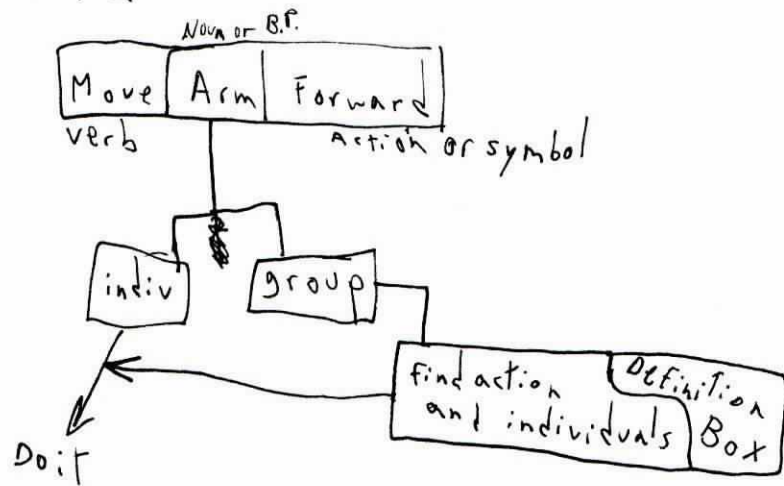 Noun or B.P.
Move Arm Forward
verb
Action or symbol
indiv
group
find action
and individuals
Definition
Box
Do it